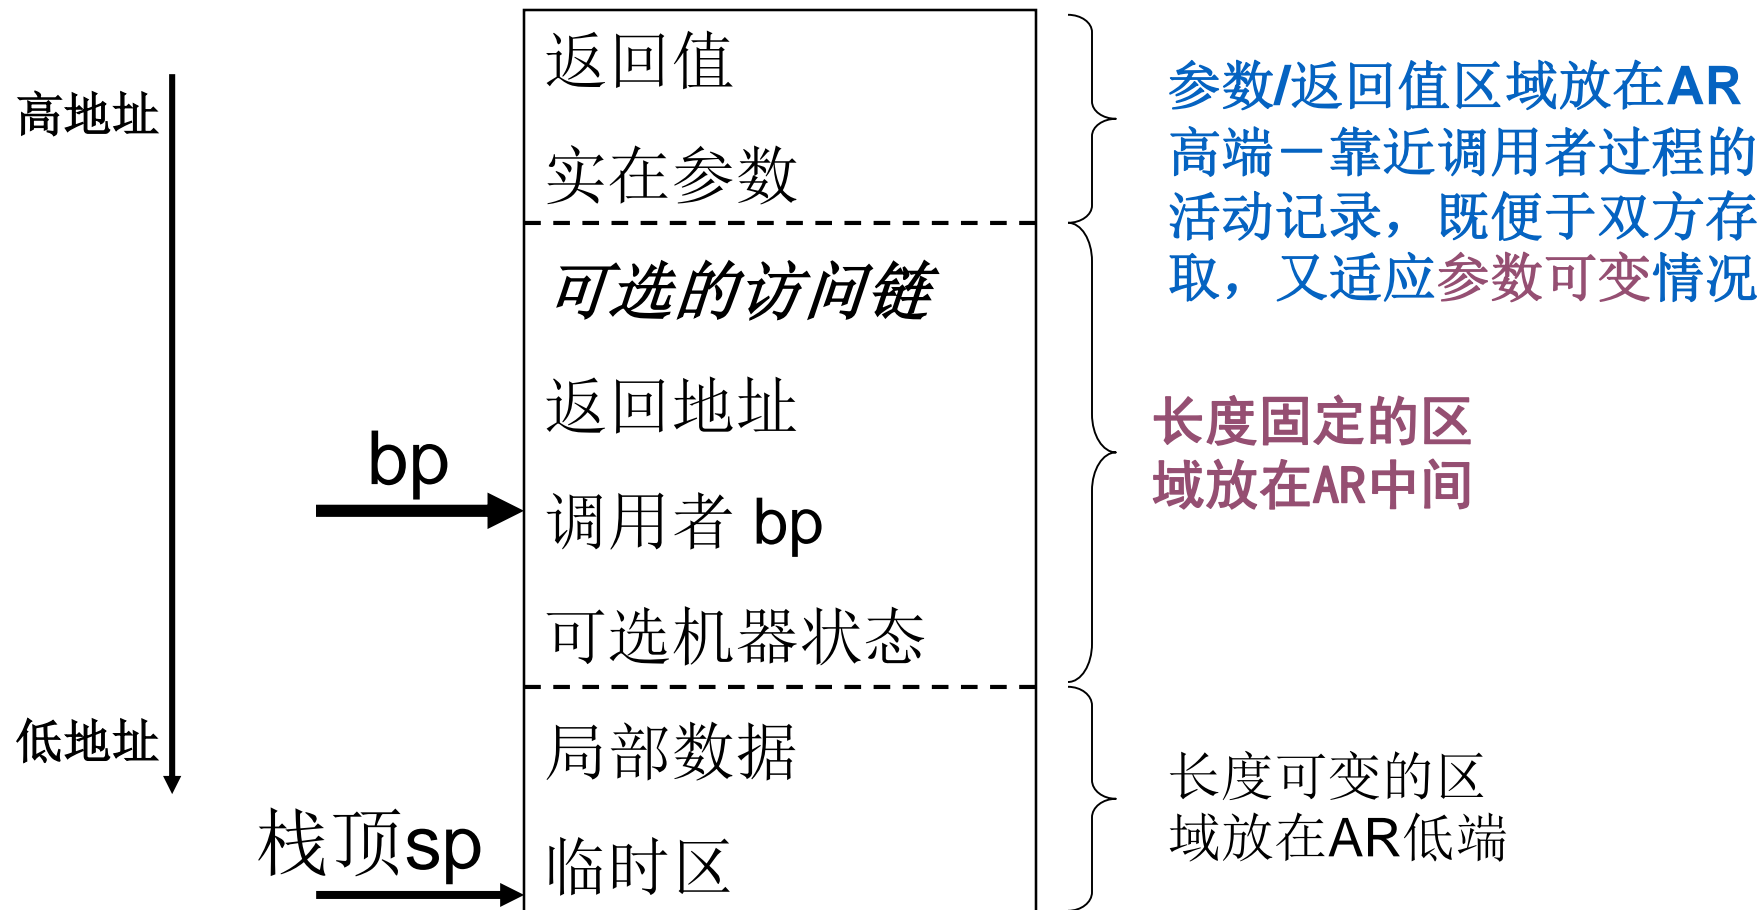 返回值
实在参数
可选的访问链
返回地址
调用者 bp
可选机器状态
局部数据
临时区
高地址
低地址
bp
栈顶sp
参数/返回值区域放在AR
高端－靠近调用者过程的
活动记录，既便于双方存
取，又适应参数可变情况
长度固定的区
域放在AR中间
长度可变的区
域放在AR低端